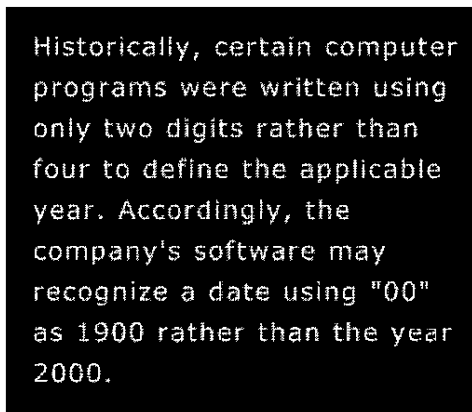 Historically, certain computer
programs were written using
only two digits rather than
four to define the applicable
year. Accordingly, the
company's software may
recognize a date using "00"
as 1900 rather than the year
2000.